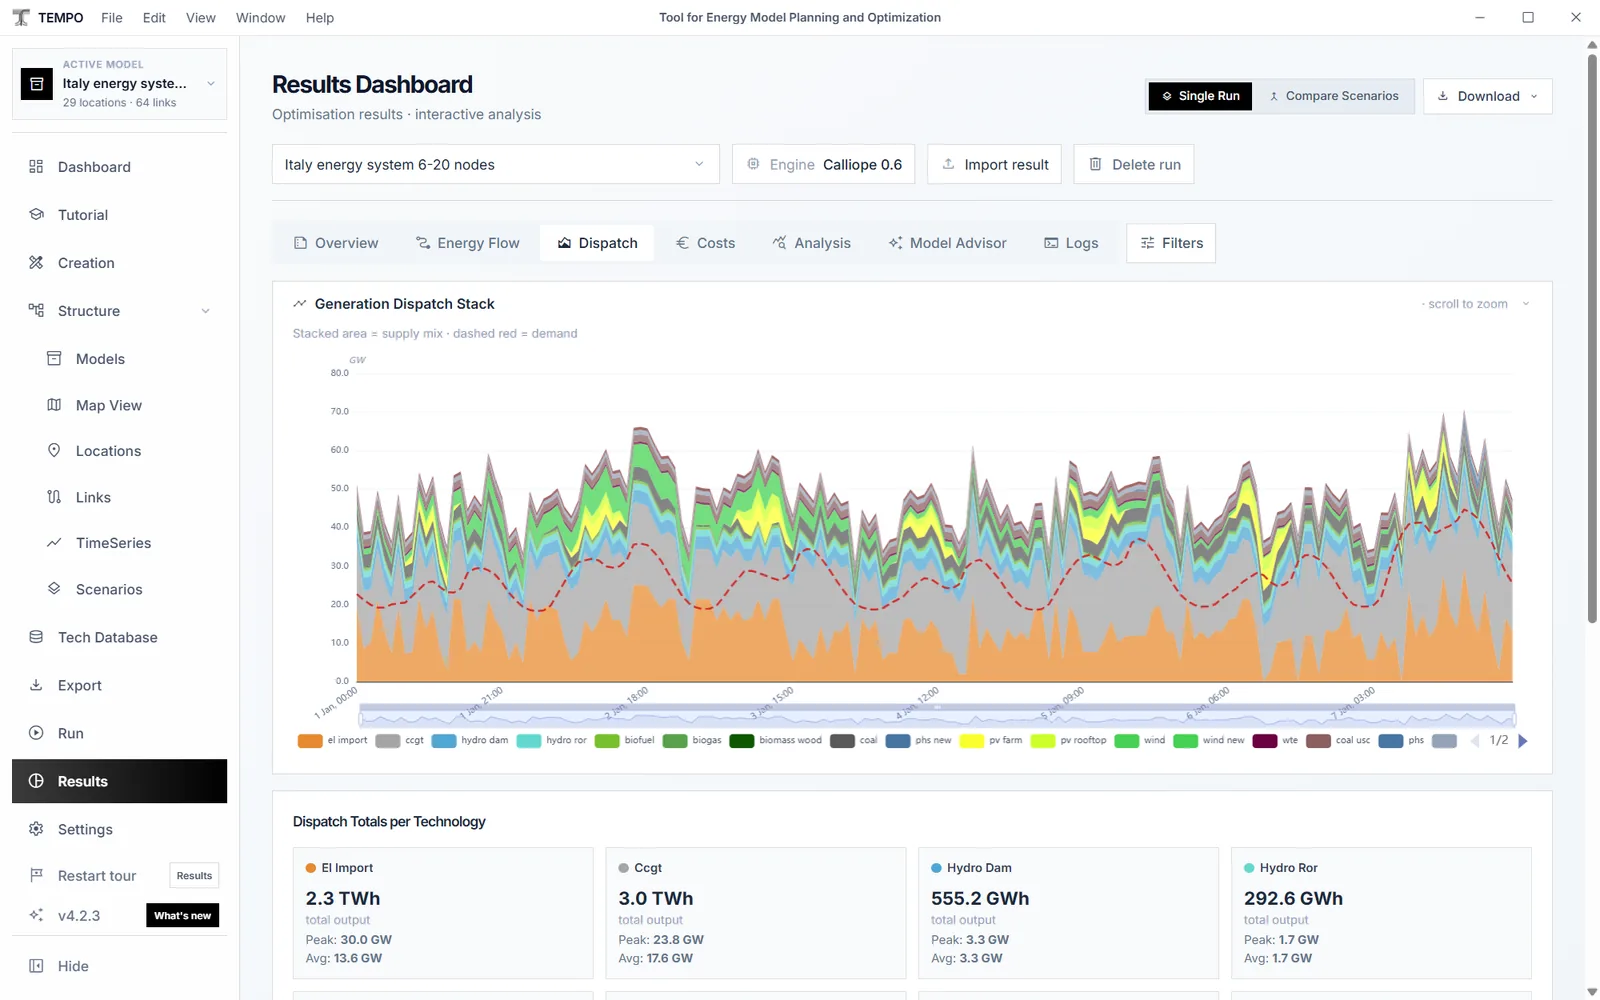 TEMPO File Edit View Window Help Tool for Energy Model Planning and Optimization
ACTIVE MODEL
Italy energy syste...
29 locations · 64 links
Dashboard
Tutorial
Creation
Structure
Models
Map View
Locations
Links
TimeSeries
Scenarios
Tech Database
Export
Run
Results
Settings
Restart tour Results
v4.2.3 What's new
Hide
Results Dashboard
Optimisation results · interactive analysis
Single Run Compare Scenarios Download
Italy energy system 6-20 nodes Engine Calliope 0.6 Import result Delete run
Overview Energy Flow Dispatch Costs Analysis Model Advisor Logs Filters
Generation Dispatch Stack · scroll to zoom
Stacked area = supply mix · dashed red = demand
GW
80.0
70.0
60.0
50.0
40.0
30.0
20.0
10.0
0.0
1 Jan, 00:00 1 Jan, 21:00 2 Jan, 18:00 3 Jan, 15:00 4 Jan, 12:00 5 Jan, 09:00 6 Jan, 06:00 7 Jan, 03:00
el import ccgt hydro dam hydro ror biofuel biogas biomass wood coal phs new pv farm pv rooftop wind wind new wte coal usc phs 1/2
Dispatch Totals per Technology
El Import
2.3 TWh
total output
Peak: 30.0 GW
Avg: 13.6 GW
Ccgt
3.0 TWh
total output
Peak: 23.8 GW
Avg: 17.6 GW
Hydro Dam
555.2 GWh
total output
Peak: 3.3 GW
Avg: 3.3 GW
Hydro Ror
292.6 GWh
total output
Peak: 1.7 GW
Avg: 1.7 GW